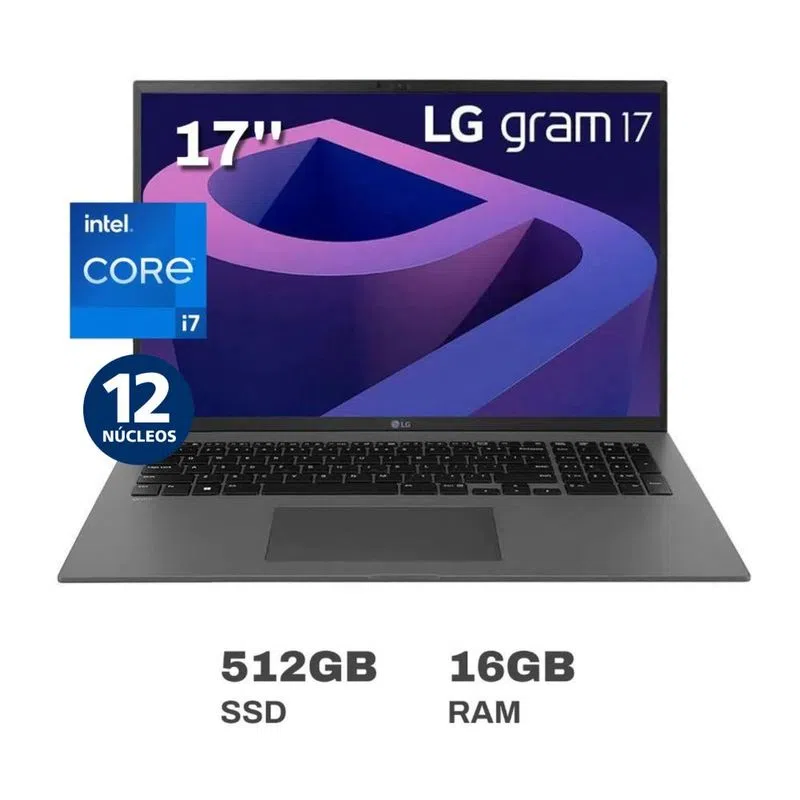 17"
LG gram 17
intel.
CORE
i7
12
NÚCLEOS
LG
512GB
16GB
SSD
RAM